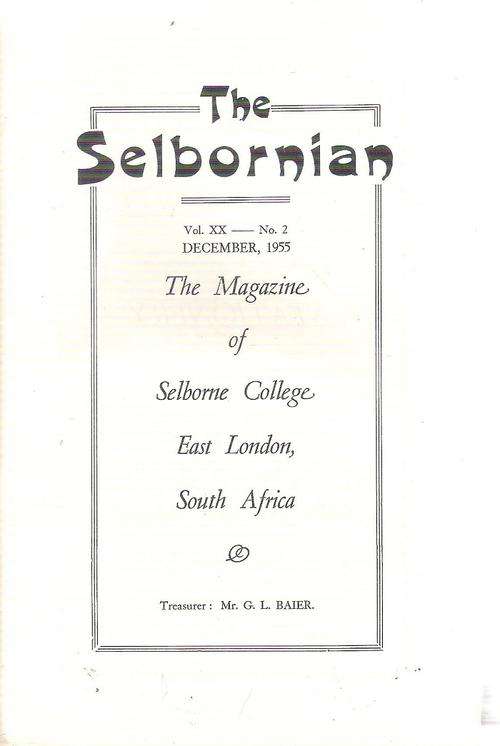 The
Selbornian
Vol. XX — No. 2
DECEMBER, 1955
The Magazine
of
Selborne College
East London,
South Africa
Treasurer : Mr. G. L. BAIER.